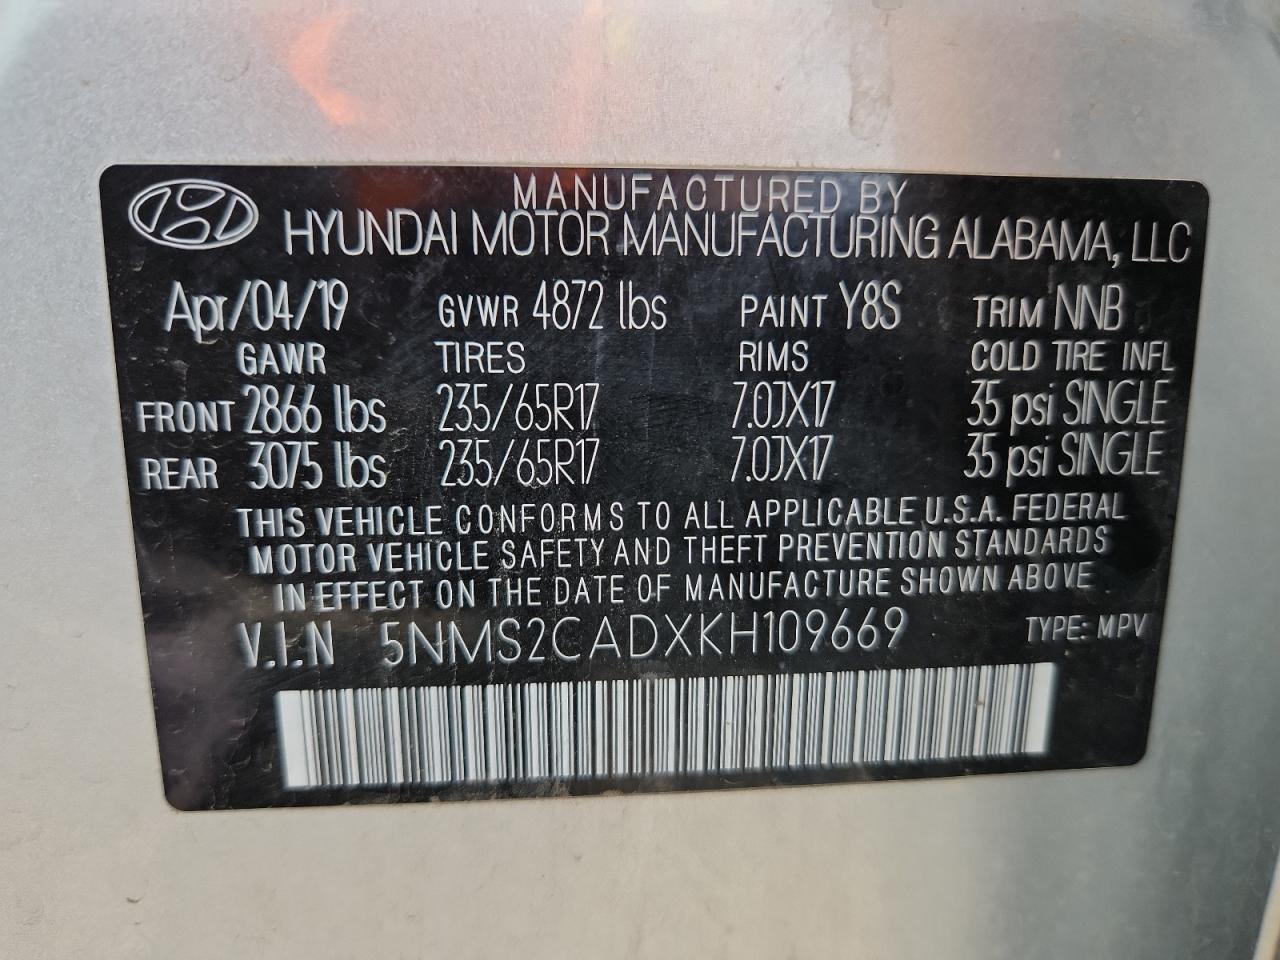 MANUFACTURED BY
HYUNDAI MOTOR MANUFACTURING ALABAMA, LLC
Apr/04/19 GVWR 4872 lbs PAINT Y8S TRIM NNB
GAWR TIRES RIMS COLD TIRE INFL
FRONT 2866 lbs 235/65R17 7.0JX17 35 psi SINGLE
REAR 3075 lbs 235/65R17 7.0JX17 35 psi SINGLE
THIS VEHICLE CONFORMS TO ALL APPLICABLE U.S.A. FEDERAL
MOTOR VEHICLE SAFETY AND THEFT PREVENTION STANDARDS
IN EFFECT ON THE DATE OF MANUFACTURE SHOWN ABOVE
V.I.N 5NMS2CADXKH109669 TYPE: MPV